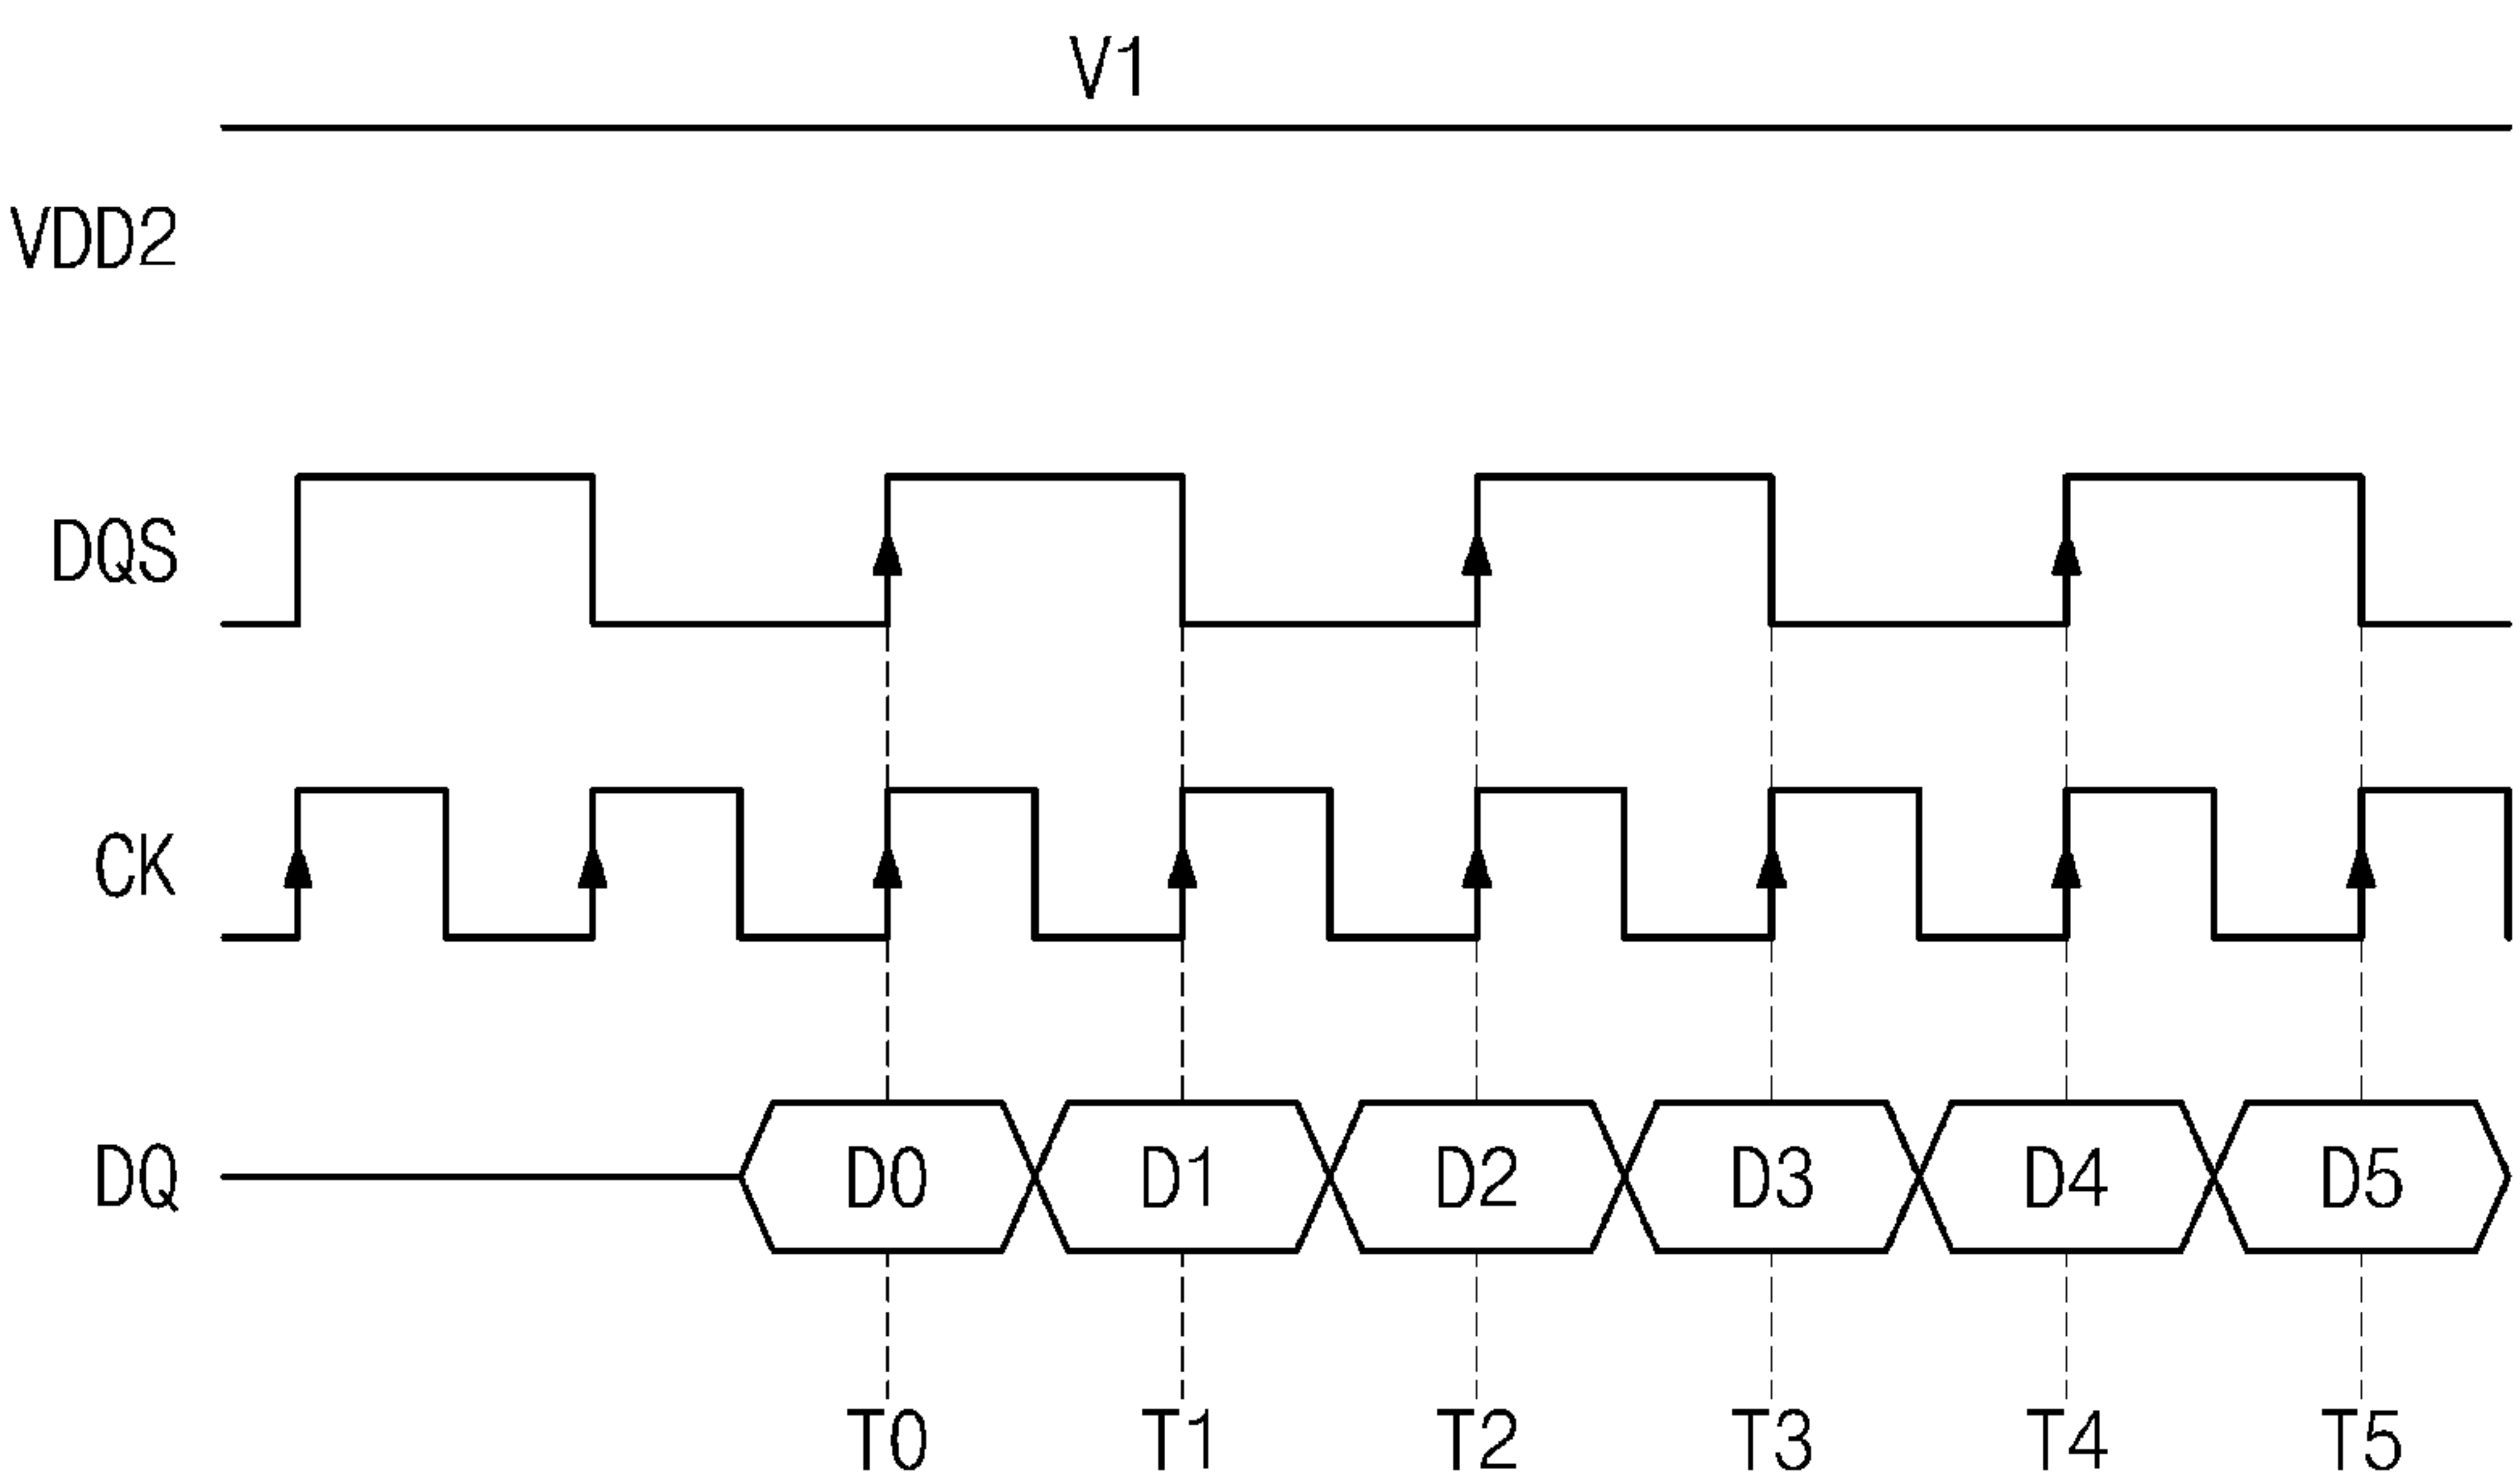 V1
VDD2
DQS
CK
DQ D0 D1 D2 D3 D4 D5
T0 T1 T2 T3 T4 T5